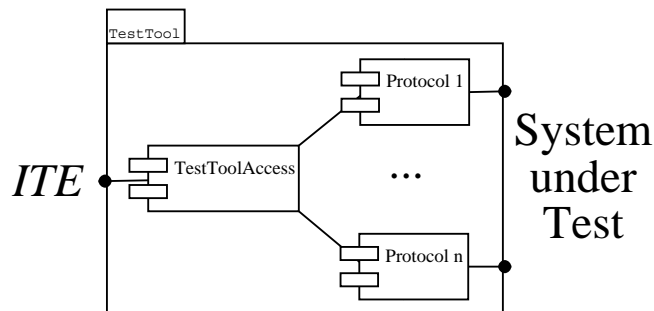 TestTool
Protocol 1
ITE
TestToolAccess
...
System
under
Test
Protocol n